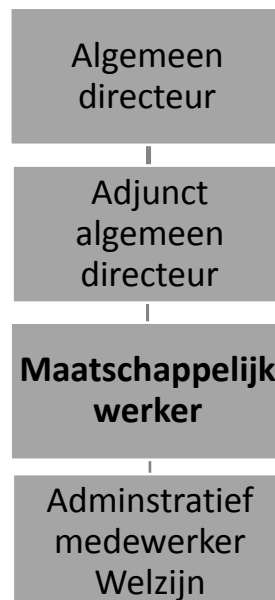 Algemeen
directeur
Adjunct
algemeen
directeur
Maatschappelijk
werker
Adminstratief
medewerker
Welzijn